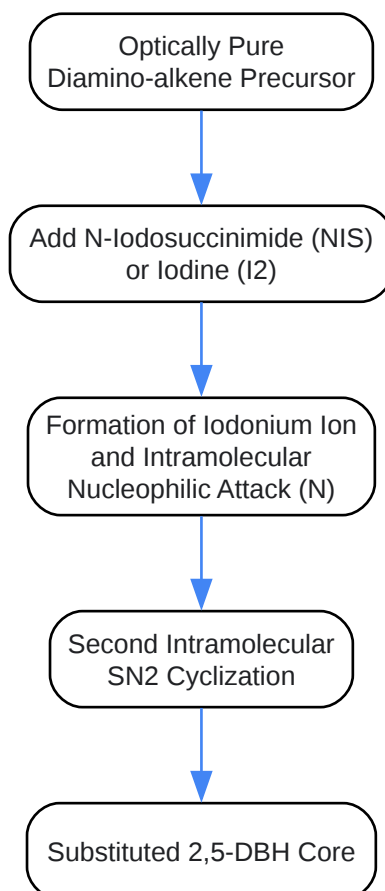 Optically Pure
Diamino-alkene Precursor
Add N-Iodosuccinimide (NIS)
or Iodine (I2)
Formation of Iodonium Ion
and Intramolecular
Nucleophilic Attack (N)
Second Intramolecular
SN2 Cyclization
Substituted 2,5-DBH Core